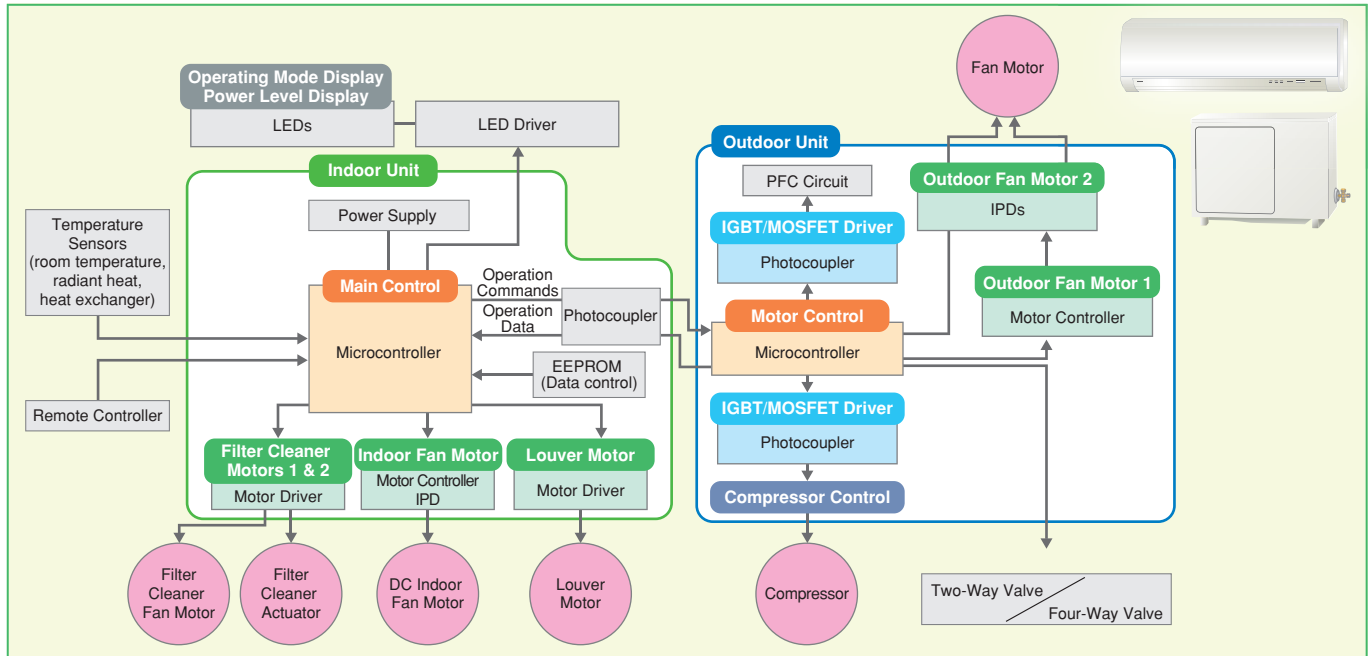 Operating Mode Display
Power Level Display
LEDs
LED Driver
Indoor Unit
Power Supply
Temperature
Sensors
(room temperature,
radiant heat,
heat exchanger)
Remote Controller
Main Control
Microcontroller
Operation
Commands
Operation
Data
Photocoupler
EEPROM
(Data control)
Filter Cleaner
Motors 1 & 2
Motor Driver
Indoor Fan Motor
Motor Controller
IPD
Louver Motor
Motor Driver
Filter
Cleaner
Fan Motor
Filter
Cleaner
Actuator
DC Indoor
Fan Motor
Louver
Motor
Fan Motor
Outdoor Unit
PFC Circuit
IGBT/MOSFET Driver
Photocoupler
Motor Control
Microcontroller
IGBT/MOSFET Driver
Photocoupler
Compressor Control
Compressor
Outdoor Fan Motor 2
IPDs
Outdoor Fan Motor 1
Motor Controller
Two-Way Valve
Four-Way Valve